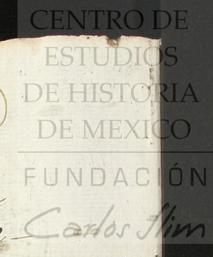 CENTRO DE
ESTUDIOS
DE HISTORIA
DE MEXICO
FUNDACIÓN
Carlos Slim